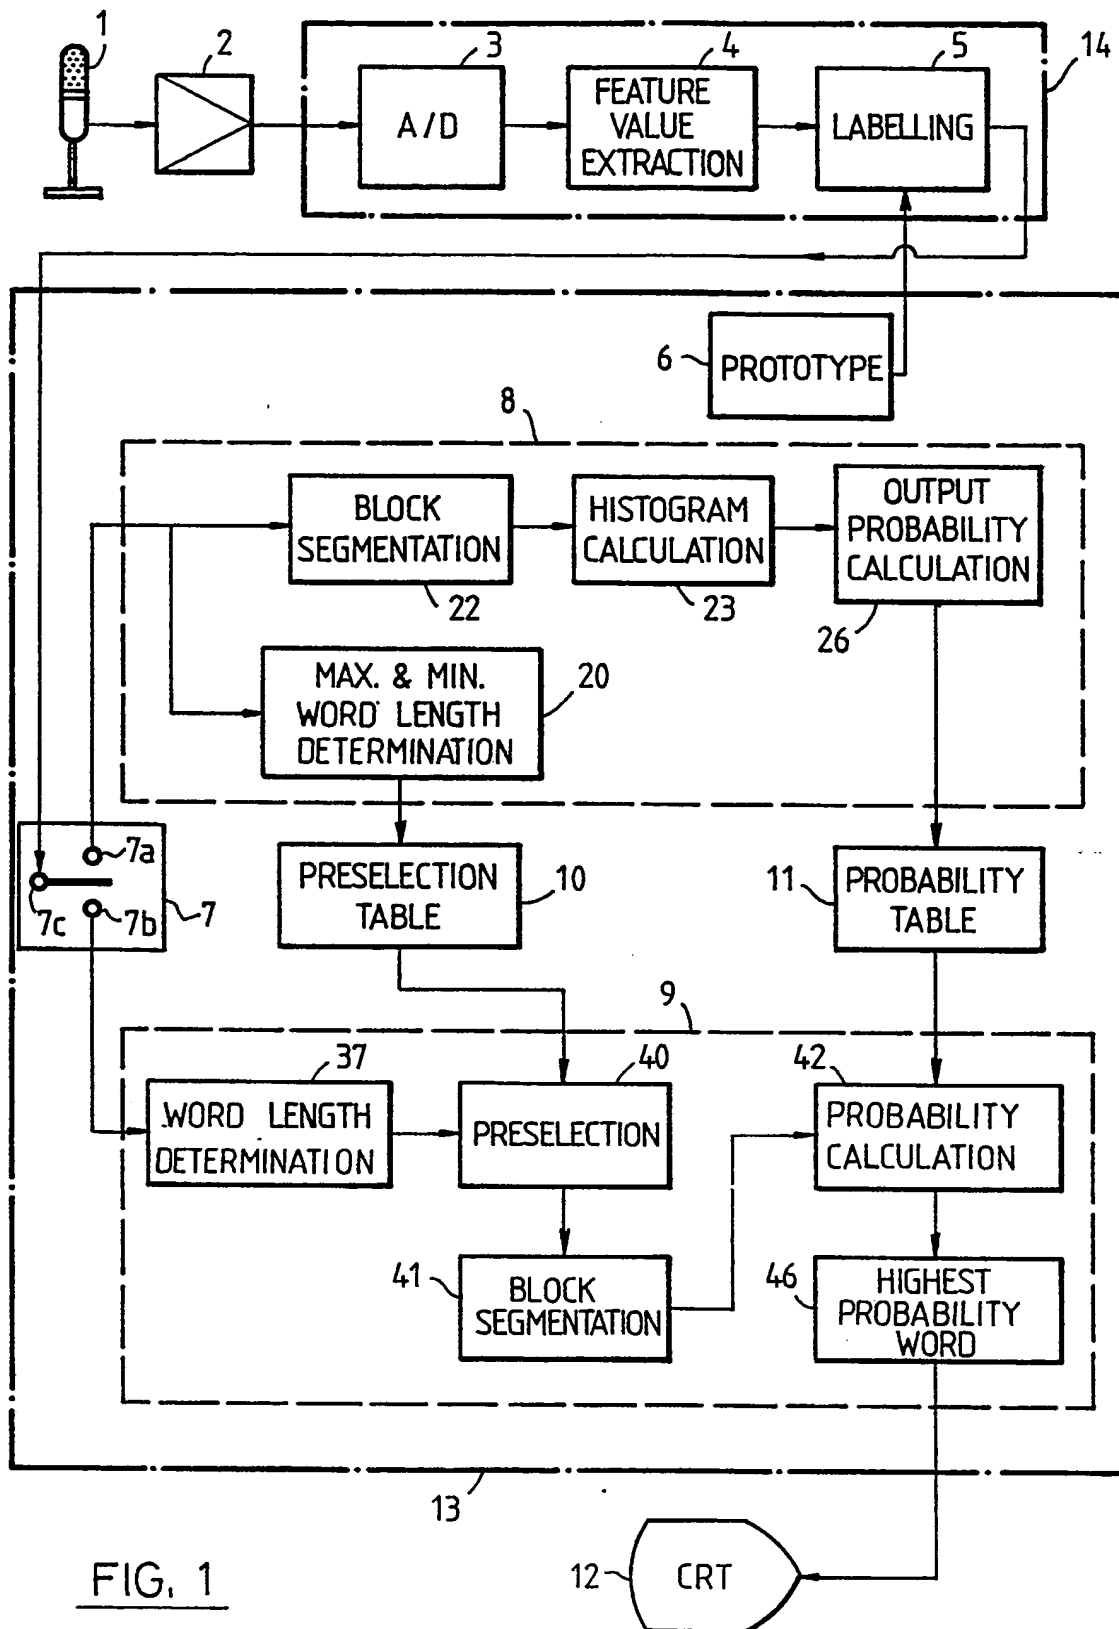 1
2
3
4
5
14
A/D
FEATURE
VALUE
EXTRACTION
LABELLING
6
PROTOTYPE
8
BLOCK
SEGMENTATION
22
HISTOGRAM
CALCULATION
23
OUTPUT
PROBABILITY
CALCULATION
26
MAX. & MIN.
WORD LENGTH
DETERMINATION
20
7a
7c
7b
7
PRESELECTION
TABLE
10
11
PROBABILITY
TABLE
9
37
WORD LENGTH
DETERMINATION
40
PRESELECTION
42
PROBABILITY
CALCULATION
41
BLOCK
SEGMENTATION
46
HIGHEST
PROBABILITY
WORD
13
12
CRT
FIG. 1